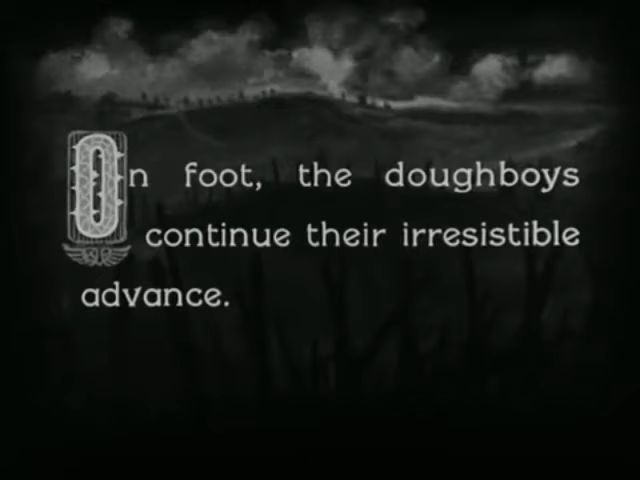 On foot, the doughboys
continue their irresistible
advance.